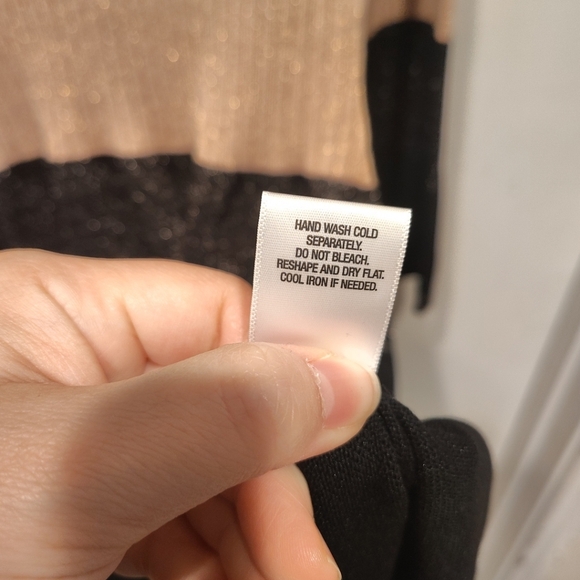 HAND WASH COLD
SEPARATELY.
DO NOT BLEACH.
RESHAPE AND DRY FLAT.
COOL IRON IF NEEDED.